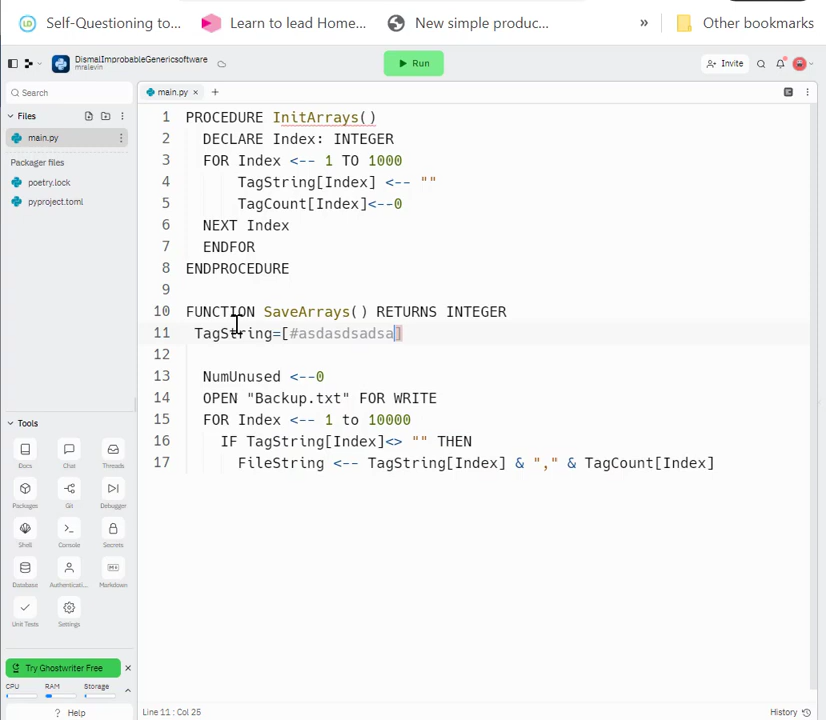 Self-Questioning to...
Learn to lead Home...
New simple produc...
»
Other bookmarks
DismalImprobableGenericsoftware
mralevin
Run
Invite
Search
main.py
Files
main.py
Packager files
poetry.lock
pyproject.toml
1 PROCEDURE InitArrays()
2 DECLARE Index: INTEGER
3 FOR Index <-- 1 TO 1000
4 TagString[Index] <-- ""
5 TagCount[Index]<--0
6 NEXT Index
7 ENDFOR
8 ENDPROCEDURE
9
10 FUNCTION SaveArrays() RETURNS INTEGER
11 TagString=[#asdasdsadsa]
12
13 NumUnused <--0
14 OPEN "Backup.txt" FOR WRITE
15 FOR Index <-- 1 to 10000
16 IF TagString[Index]<> "" THEN
17 FileString <-- TagString[Index] & "," & TagCount[Index]
Tools
Docs Chat Threads
Packages Git Debugger
Shell Console Secrets
Database Authenticati... Markdown
Unit Tests Settings
Try Ghostwriter Free
CPU RAM Storage
Help
Line 11 : Col 25
History